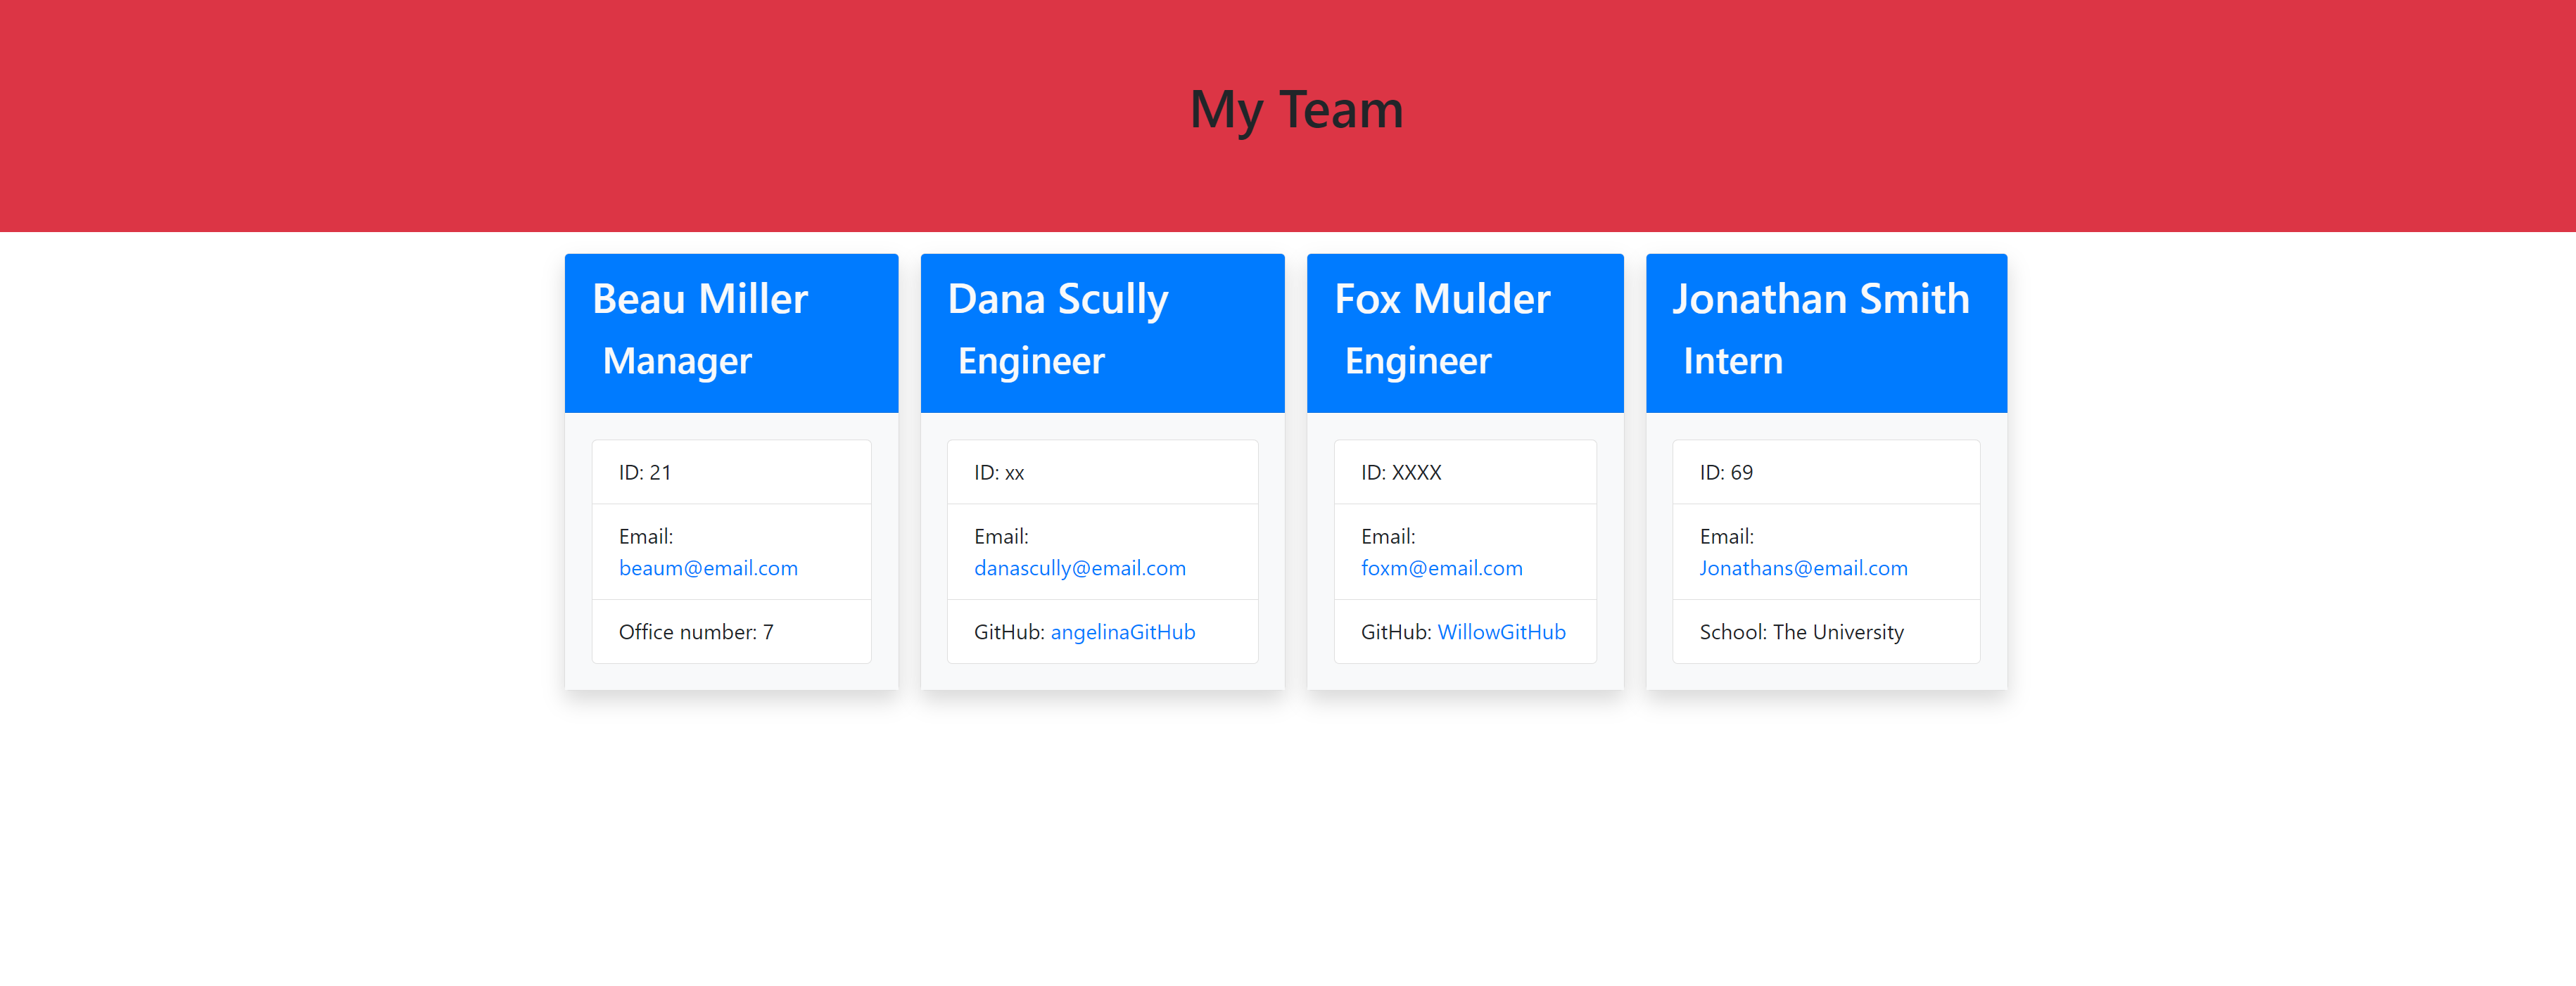 My Team
Beau Miller
Manager
ID: 21
Email:
beaum@email.com
Office number: 7
Dana Scully
Engineer
ID: xx
Email:
danascully@email.com
GitHub: angelinaGitHub
Fox Mulder
Engineer
ID: XXXX
Email:
foxm@email.com
GitHub: WillowGitHub
Jonathan Smith
Intern
ID: 69
Email:
Jonathans@email.com
School: The University